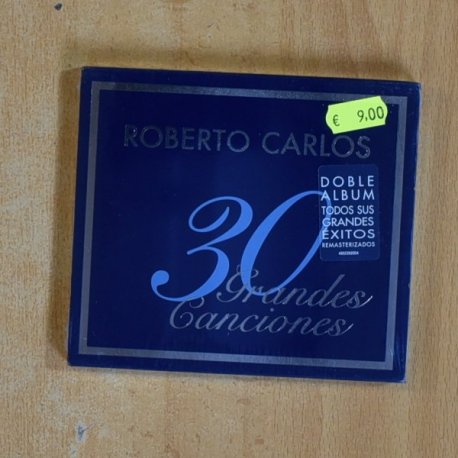 € 9,00
ROBERTO CARLOS
DOBLE
ALBUM
TODOS SUS
GRANDES
ÉXITOS
REMASTERIZADOS
30
Grandes
Canciones